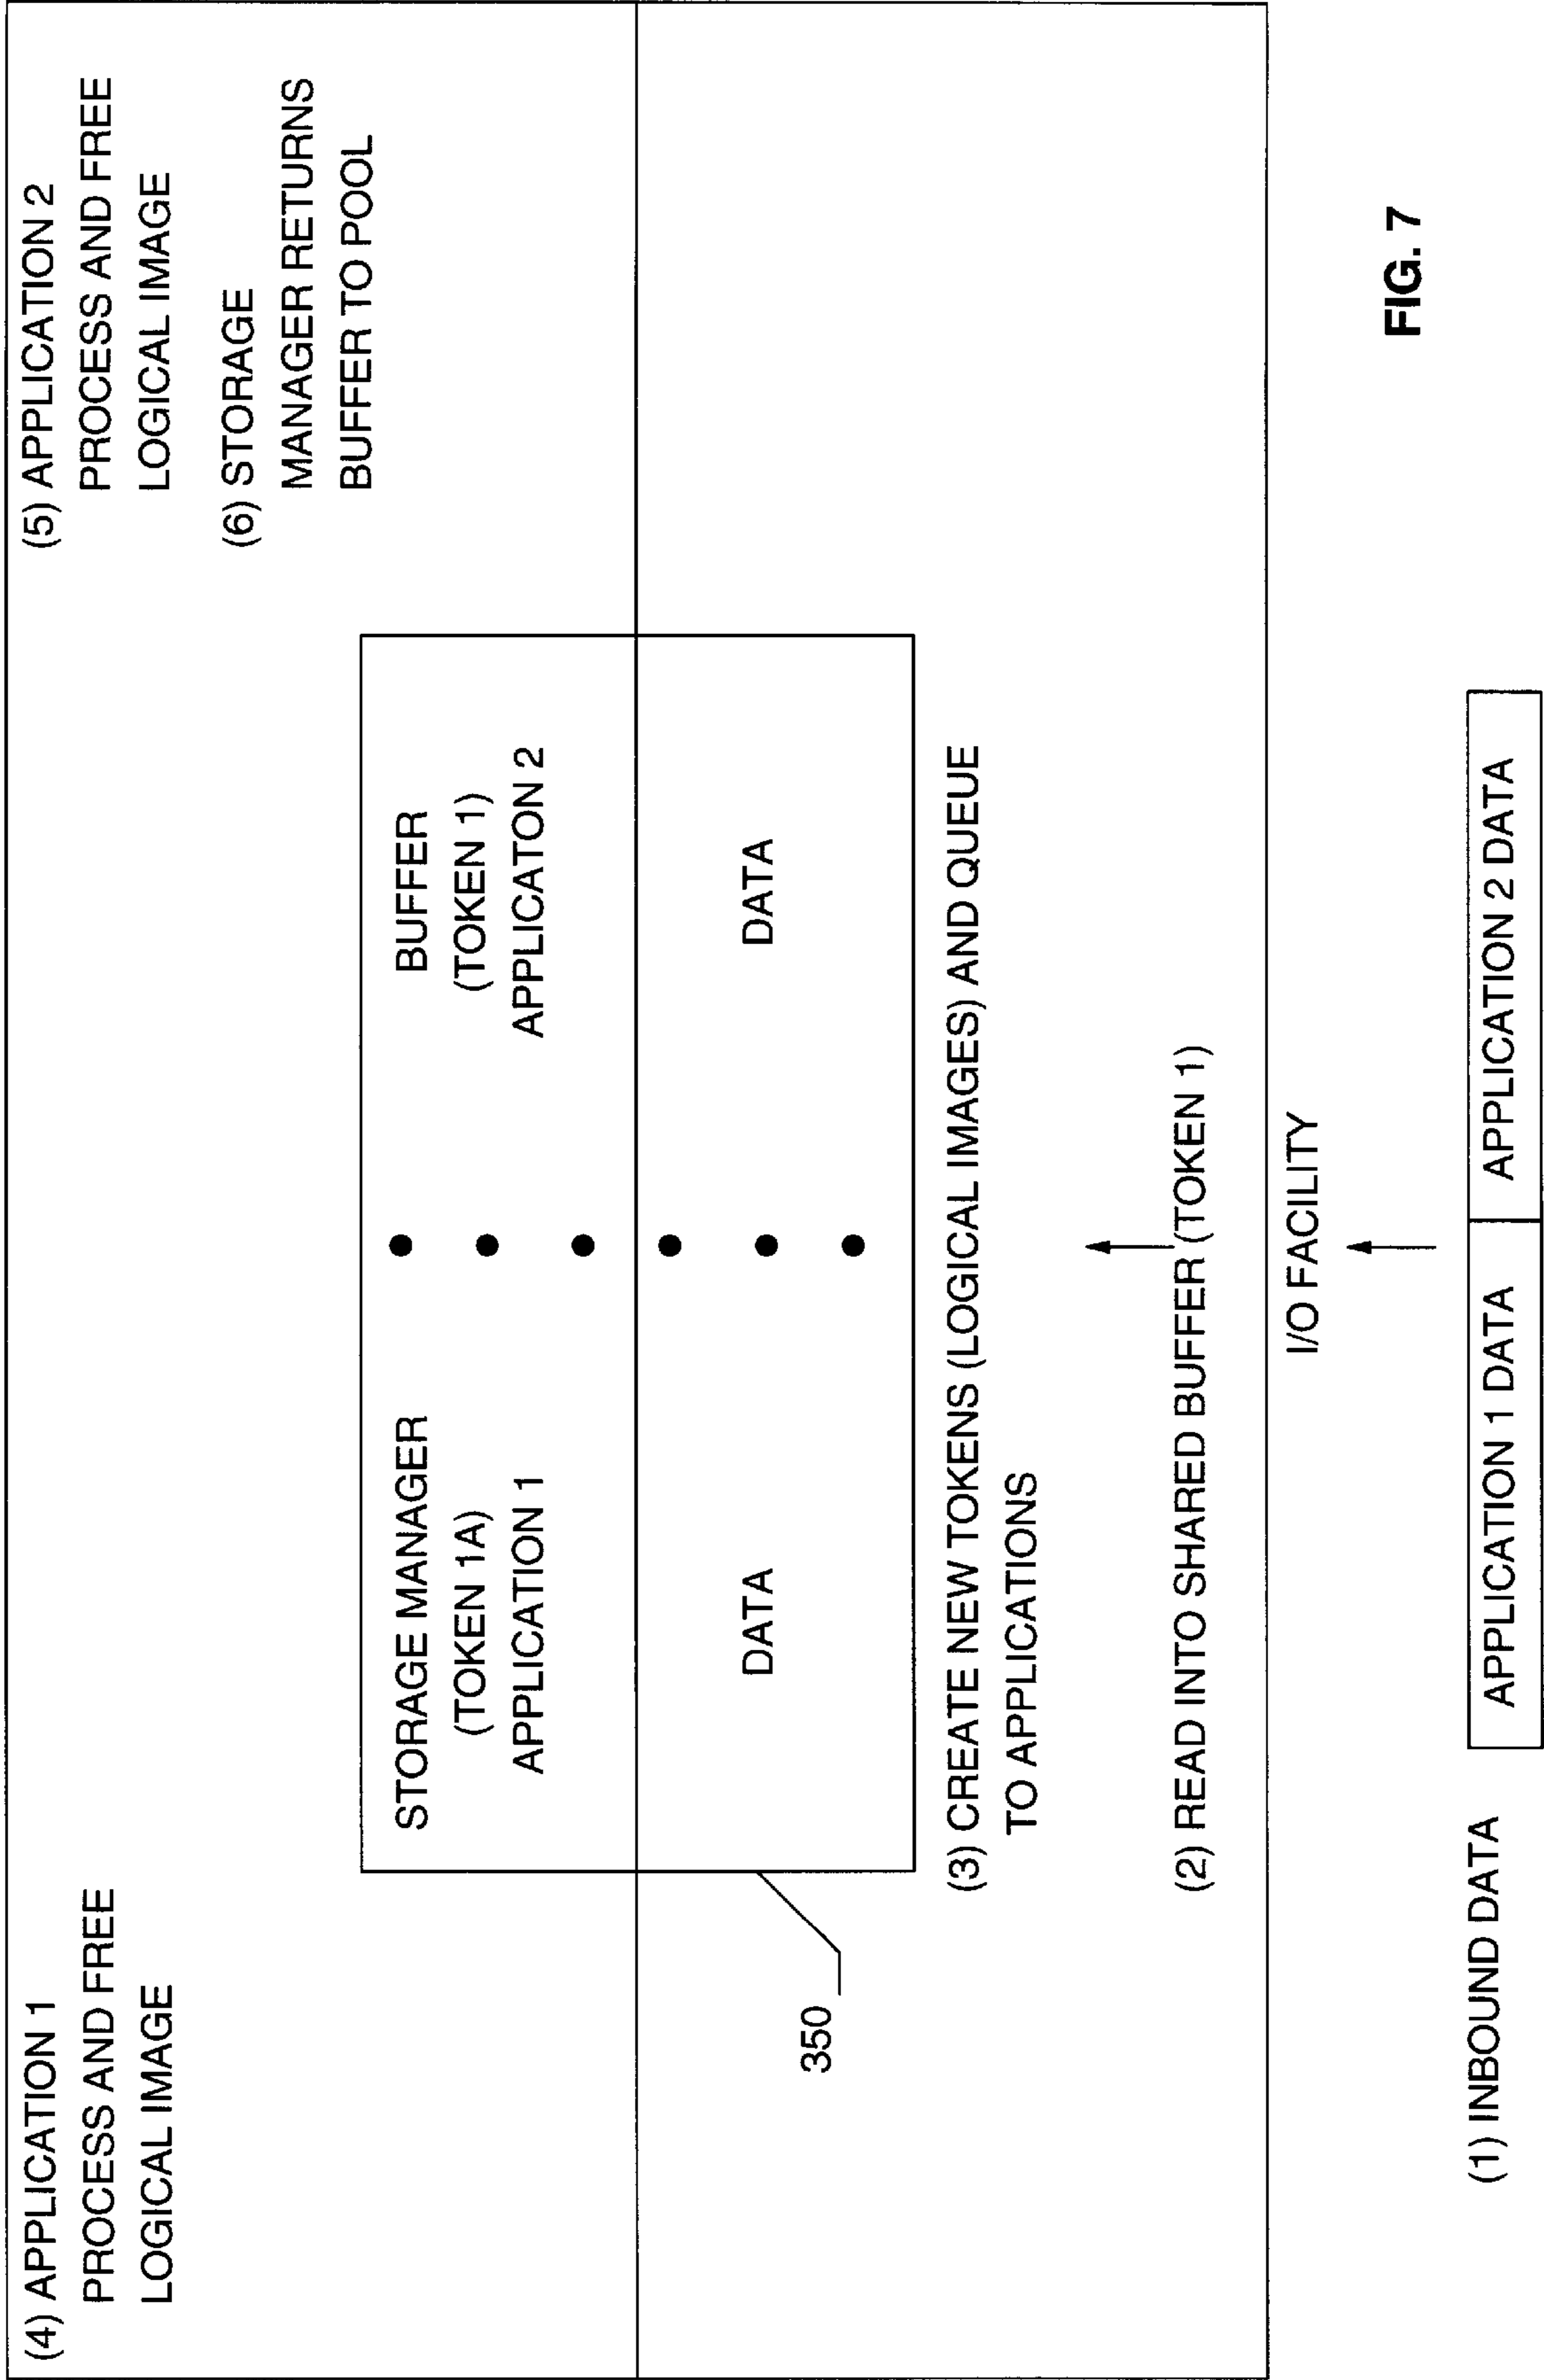 (4) APPLICATION 1
PROCESS AND FREE
LOGICAL IMAGE
(5) APPLICATION 2
PROCESS AND FREE
LOGICAL IMAGE
(6) STORAGE
MANAGER RETURNS
BUFFER TO POOL
STORAGE MANAGER
(TOKEN 1A)
APPLICATION 1
BUFFER
(TOKEN 1)
APPLICATON 2
DATA
DATA
350
(3) CREATE NEW TOKENS (LOGICAL IMAGES) AND QUEUE
TO APPLICATIONS
(2) READ INTO SHARED BUFFER (TOKEN 1)
I/O FACILITY
(1) INBOUND DATA
APPLICATION 1 DATA
APPLICATION 2 DATA
FIG. 7